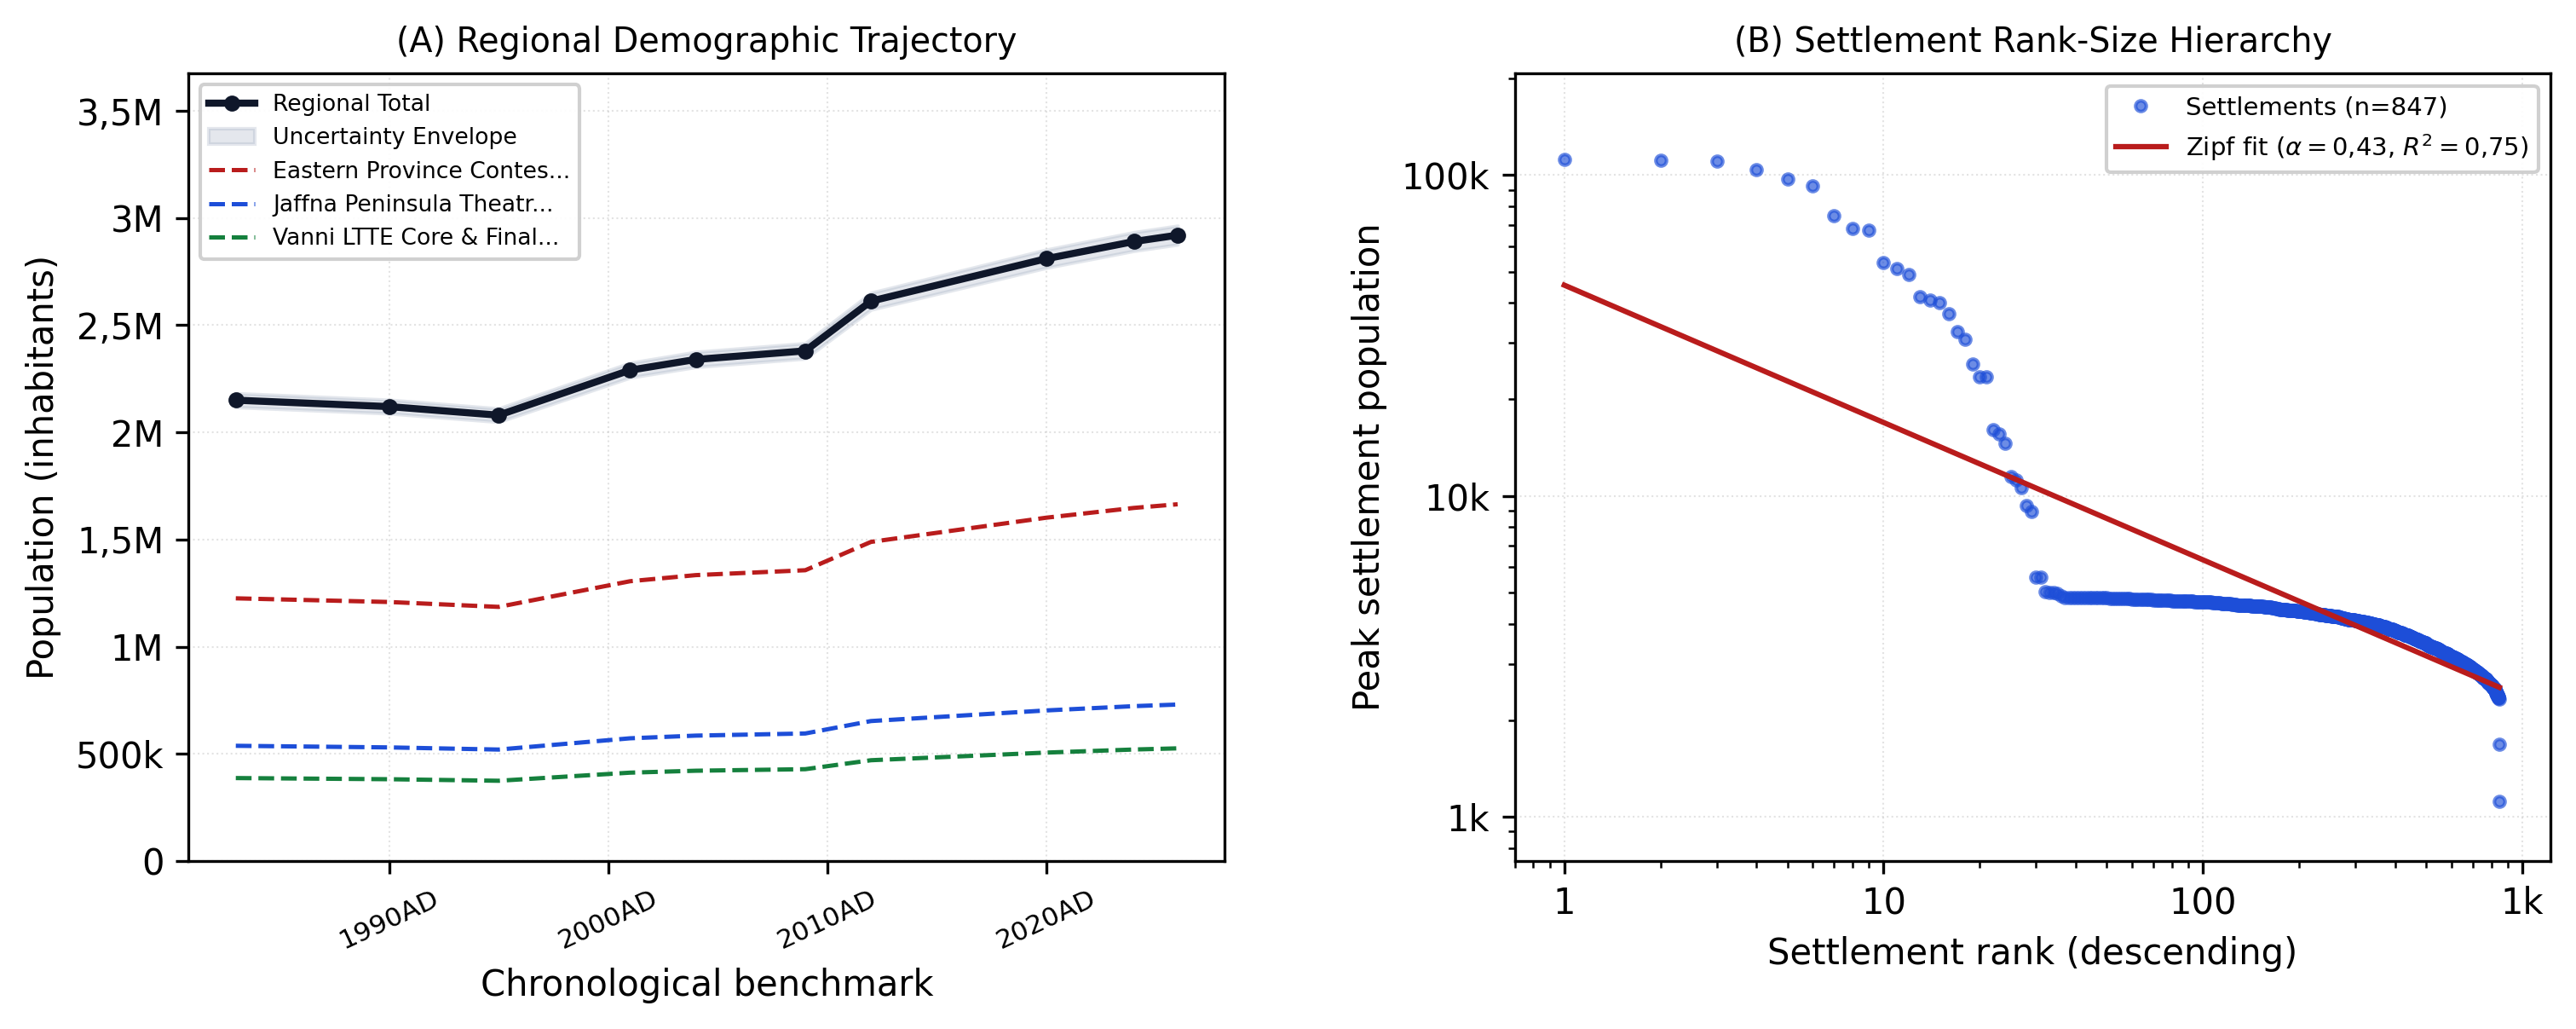 (A) Regional Demographic Trajectory
Population (inhabitants)
3,5M
3M
2,5M
2M
1,5M
1M
500k
0
Regional Total
Uncertainty Envelope
Eastern Province Contes...
Jaffna Peninsula Theatr...
Vanni LTTE Core & Final...
1990AD
2000AD
2010AD
2020AD
Chronological benchmark
(B) Settlement Rank-Size Hierarchy
Peak settlement population
100k
10k
1k
Settlements (n=847)
Zipf fit (α = 0,43, R² = 0,75)
1
10
100
1k
Settlement rank (descending)